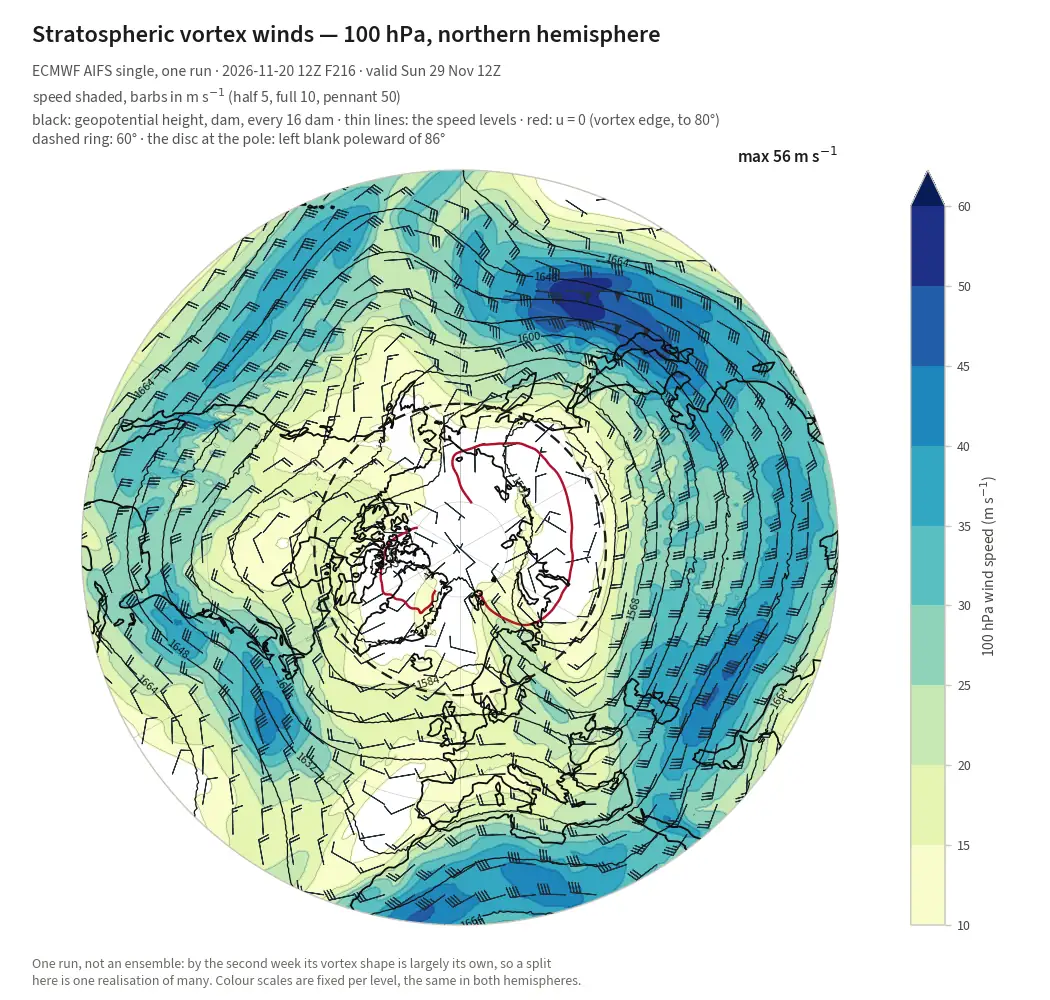 Stratospheric vortex winds — 100 hPa, northern hemisphere
ECMWF AIFS single, one run · 2026-11-20 12Z F216 · valid Sun 29 Nov 12Z
speed shaded, barbs in m s⁻¹ (half 5, full 10, pennant 50)
black: geopotential height, dam, every 16 dam · thin lines: the speed levels · red: u = 0 (vortex edge, to 80°)
dashed ring: 60° · the disc at the pole: left blank poleward of 86°
max 56 m s⁻¹
60
50
45
40
35
30
25
20
15
10
100 hPa wind speed (m s⁻¹)
1664
1648
1600
1664
1568
1648
1584
1664
1664
1632
1664
One run, not an ensemble: by the second week its vortex shape is largely its own, so a split
here is one realisation of many. Colour scales are fixed per level, the same in both hemispheres.